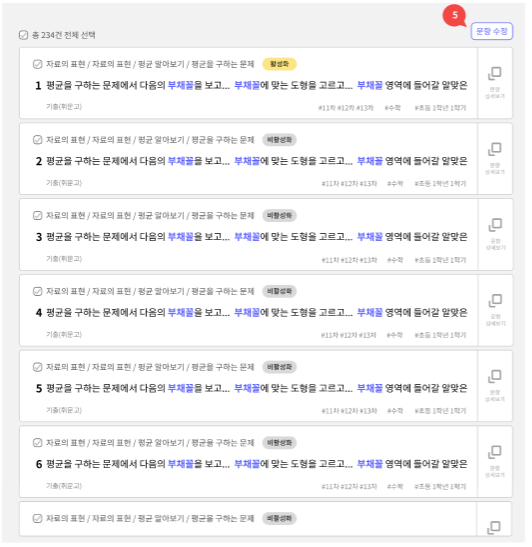 5
총 234건 전체 선택
문항 수정
자료의 표현 / 자료의 표현 / 평균 알아보기 / 평균을 구하는 문제 활성화
1 평균을 구하는 문제에서 다음의 부채꼴을 보고... 부채꼴에 맞는 도형을 고르고... 부채꼴 영역에 들어갈 알맞은
기출(휘문고)
#11차 #12차 #13차 #수학 #초등 1학년 1학기
문항
상세보기
자료의 표현 / 자료의 표현 / 평균 알아보기 / 평균을 구하는 문제 비활성화
2 평균을 구하는 문제에서 다음의 부채꼴을 보고... 부채꼴에 맞는 도형을 고르고... 부채꼴 영역에 들어갈 알맞은
기출(휘문고)
#11차 #12차 #13차 #수학 #초등 1학년 1학기
문항
상세보기
자료의 표현 / 자료의 표현 / 평균 알아보기 / 평균을 구하는 문제 비활성화
3 평균을 구하는 문제에서 다음의 부채꼴을 보고... 부채꼴에 맞는 도형을 고르고... 부채꼴 영역에 들어갈 알맞은
기출(휘문고)
#11차 #12차 #13차 #수학 #초등 1학년 1학기
문항
상세보기
자료의 표현 / 자료의 표현 / 평균 알아보기 / 평균을 구하는 문제 비활성화
4 평균을 구하는 문제에서 다음의 부채꼴을 보고... 부채꼴에 맞는 도형을 고르고... 부채꼴 영역에 들어갈 알맞은
기출(휘문고)
#11차 #12차 #13차 #수학 #초등 1학년 1학기
문항
상세보기
자료의 표현 / 자료의 표현 / 평균 알아보기 / 평균을 구하는 문제 비활성화
5 평균을 구하는 문제에서 다음의 부채꼴을 보고... 부채꼴에 맞는 도형을 고르고... 부채꼴 영역에 들어갈 알맞은
기출(휘문고)
#11차 #12차 #13차 #수학 #초등 1학년 1학기
문항
상세보기
자료의 표현 / 자료의 표현 / 평균 알아보기 / 평균을 구하는 문제 비활성화
6 평균을 구하는 문제에서 다음의 부채꼴을 보고... 부채꼴에 맞는 도형을 고르고... 부채꼴 영역에 들어갈 알맞은
기출(휘문고)
#11차 #12차 #13차 #수학 #초등 1학년 1학기
문항
상세보기
자료의 표현 / 자료의 표현 / 평균 알아보기 / 평균을 구하는 문제 비활성화